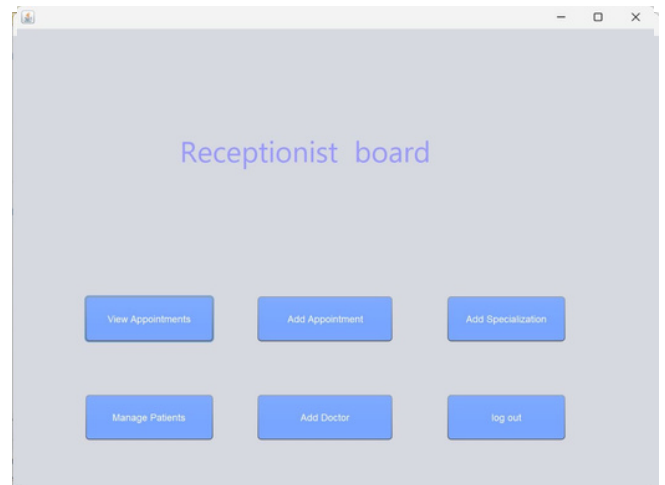 Receptionist board
View Appointments
Add Appointment
Add Specialization
Manage Patients
Add Doctor
log out